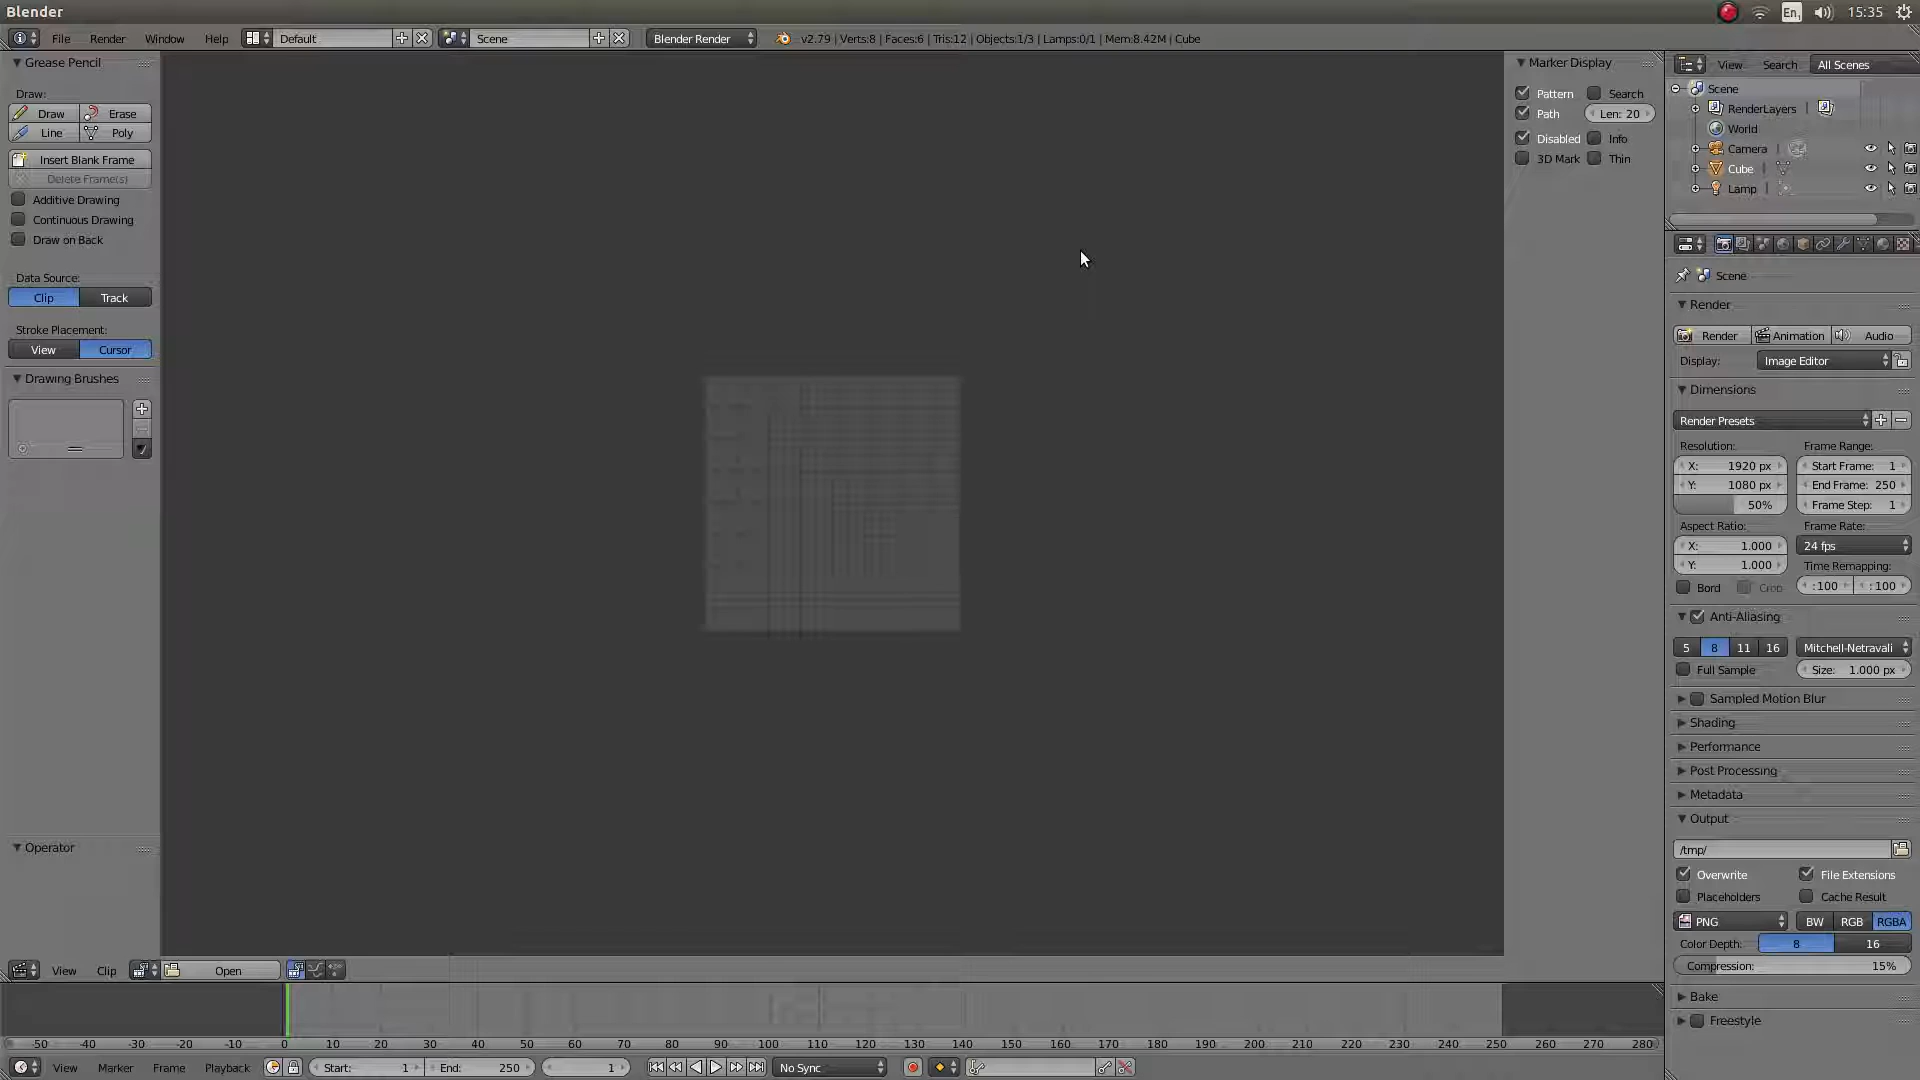 Blender
En₁ 15:35
File Render Window Help Default Scene Blender Render v2.79 | Verts:8 | Faces:6 | Tris:12 | Objects:1/3 | Lamps:0/1 | Mem:8.42M | Cube
Grease Pencil
Draw:
Draw Erase
Line Poly
Insert Blank Frame
Delete Frame(s)
Additive Drawing
Continuous Drawing
Draw on Back
Data Source:
Clip Track
Stroke Placement:
View Cursor
Drawing Brushes
Operator
Marker Display
Pattern Search
Path Len: 20
Disabled Info
3D Mark Thin
View Search All Scenes
Scene
RenderLayers |
World
Camera |
Cube |
Lamp |
Scene
Render
Render Animation Audio
Display: Image Editor
Dimensions
Render Presets
Resolution: Frame Range:
X: 1920 px Start Frame: 1
Y: 1080 px End Frame: 250
50% Frame Step: 1
Aspect Ratio: Frame Rate:
X: 1.000 24 fps
Y: 1.000 Time Remapping:
Bord Crop :100 :100
Anti-Aliasing
5 8 11 16 Mitchell-Netravali
Full Sample Size: 1.000 px
Sampled Motion Blur
Shading
Performance
Post Processing
Metadata
Output
/tmp/
Overwrite File Extensions
Placeholders Cache Result
PNG BW RGB RGBA
Color Depth: 8 16
Compression: 15%
Bake
Freestyle
View Clip Open
-50 -40 -30 -20 -10 0 10 20 30 40 50 60 70 80 90 100 110 120 130 140 150 160 170 180 190 200 210 220 230 240 250 260 270 280
View Marker Frame Playback Start: 1 End: 250 1 No Sync